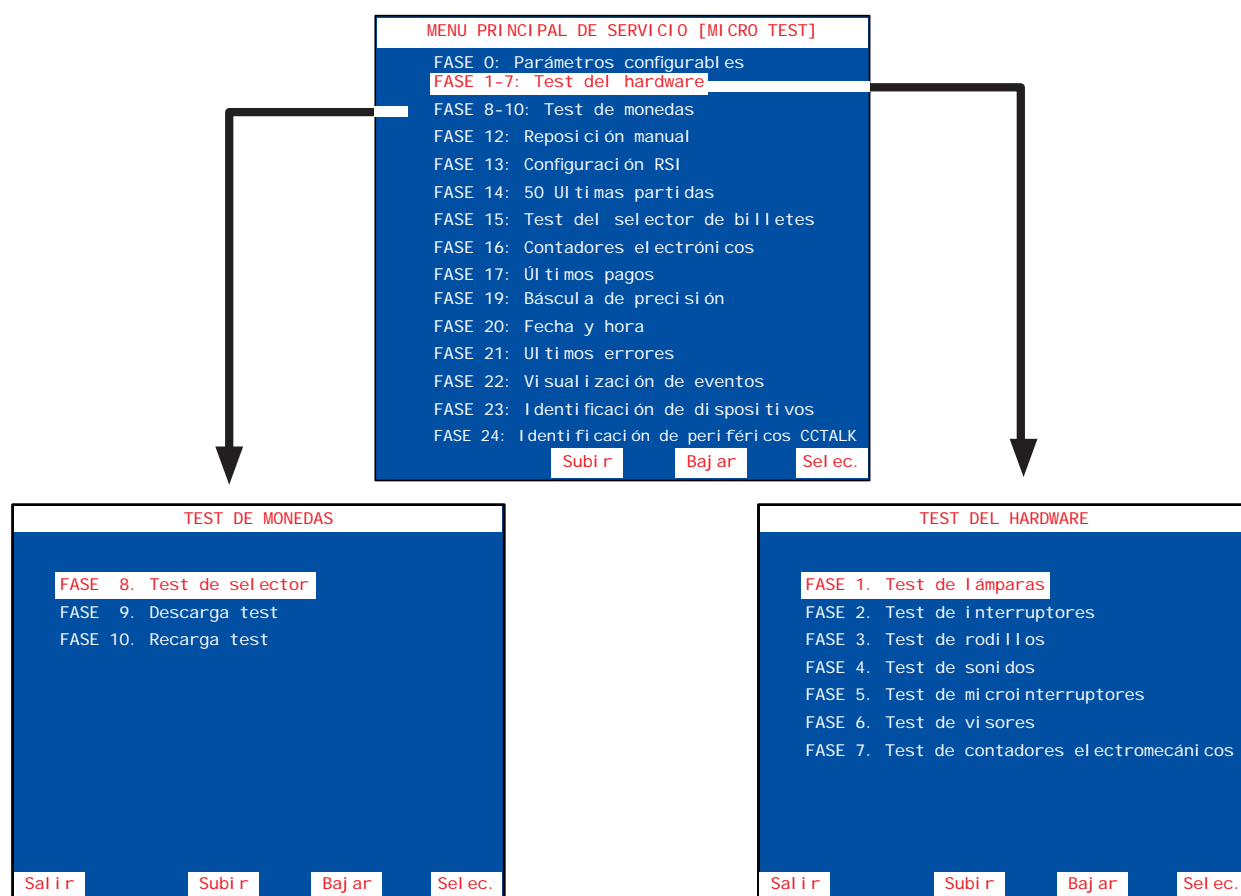 MENU PRINCIPAL DE SERVICIO [MICRO TEST]
FASE 0: Parámetros configurables
FASE 1-7: Test del hardware
FASE 8-10: Test de monedas
FASE 12: Reposición manual
FASE 13: Configuración RSI
FASE 14: 50 Ultimas partidas
FASE 15: Test del selector de billetes
FASE 16: Contadores electrónicos
FASE 17: Últimos pagos
FASE 19: Báscula de precisión
FASE 20: Fecha y hora
FASE 21: Ultimos errores
FASE 22: Visualización de eventos
FASE 23: Identificación de dispositivos
FASE 24: Identificación de periféricos CCTALK
Subir Bajar Selec.
TEST DE MONEDAS
FASE 8. Test de selector
FASE 9. Descarga test
FASE 10. Recarga test
Salir Subir Bajar Selec.
TEST DEL HARDWARE
FASE 1. Test de lámparas
FASE 2. Test de interruptores
FASE 3. Test de rodillos
FASE 4. Test de sonidos
FASE 5. Test de microinterruptores
FASE 6. Test de visores
FASE 7. Test de contadores electromecánicos
Salir Subir Bajar Selec.